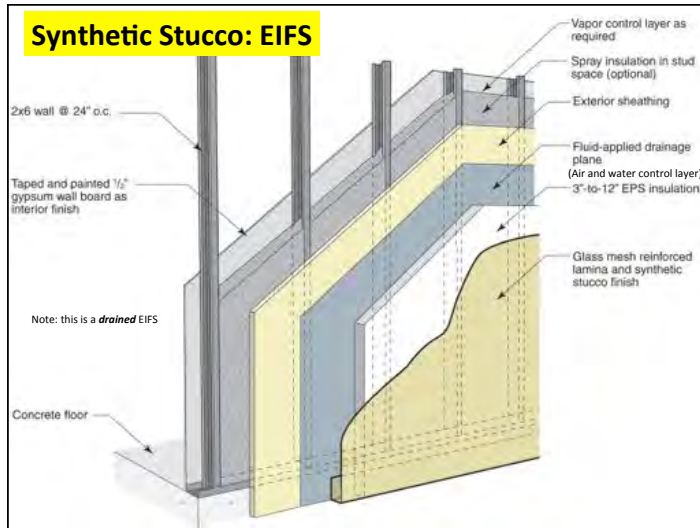 Synthetic Stucco: EIFS
2x6 wall @ 24" o.c.
Taped and painted ½"
gypsum wall board as
interior finish
Note: this is a drained EIFS
Concrete floor
Vapor control layer as
required
Spray insulation in stud
space (optional)
Exterior sheathing
Fluid-applied drainage
plane
(Air and water control layer)
3"-to-12" EPS insulation
Glass mesh reinforced
lamina and synthetic
stucco finish